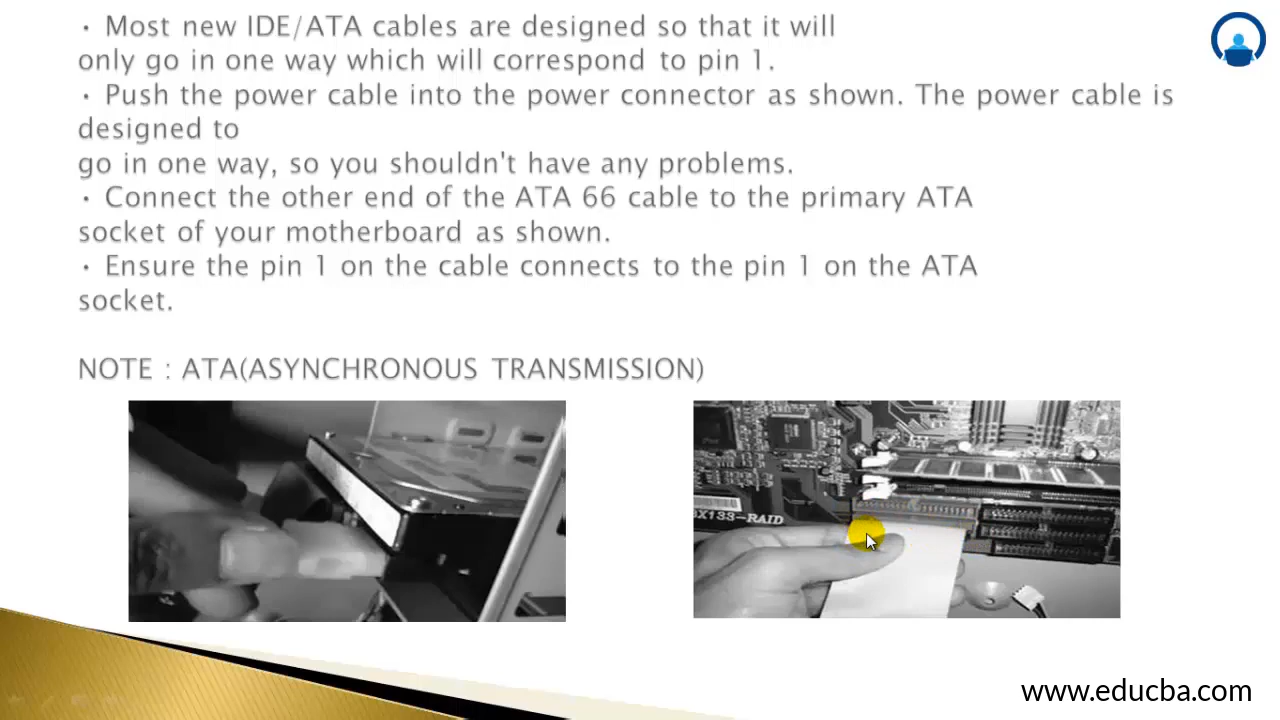 • Most new IDE/ATA cables are designed so that it will
only go in one way which will correspond to pin 1.
• Push the power cable into the power connector as shown. The power cable is
designed to
go in one way, so you shouldn't have any problems.
• Connect the other end of the ATA 66 cable to the primary ATA
socket of your motherboard as shown.
• Ensure the pin 1 on the cable connects to the pin 1 on the ATA
socket.
NOTE : ATA(ASYNCHRONOUS TRANSMISSION)
X133-RAID
www.educba.com